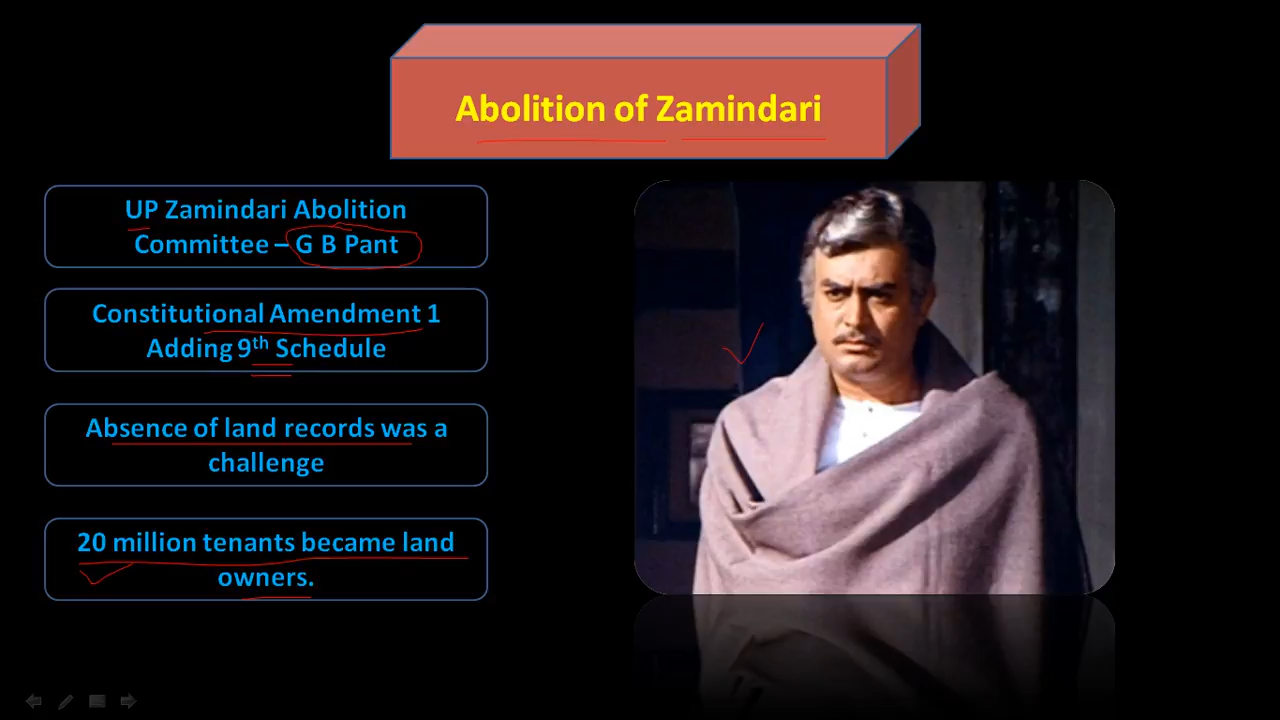 Abolition of Zamindari
UP Zamindari Abolition
Committee – G B Pant
Constitutional Amendment 1
Adding 9th Schedule
Absence of land records was a
challenge
20 million tenants became land
owners.